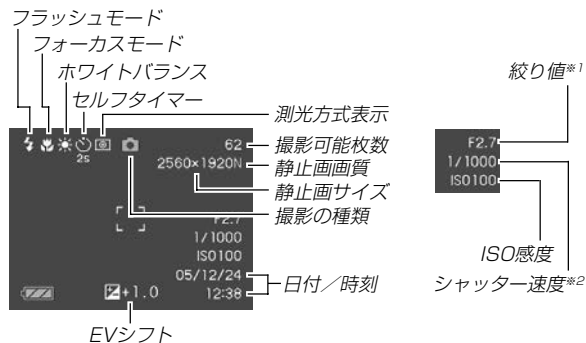 フラッシュモード
フォーカスモード
ホワイトバランス
セルフタイマー
2s
測光方式表示
62
撮影可能枚数
2560×1920N
静止画画質
静止画サイズ
撮影の種類
F2.7
1/1000
ISO100
05/12/24
12:38
日付／時刻
+1.0
EVシフト
絞り値※1
F2.7
1/1000
ISO100
ISO感度
シャッター速度※2